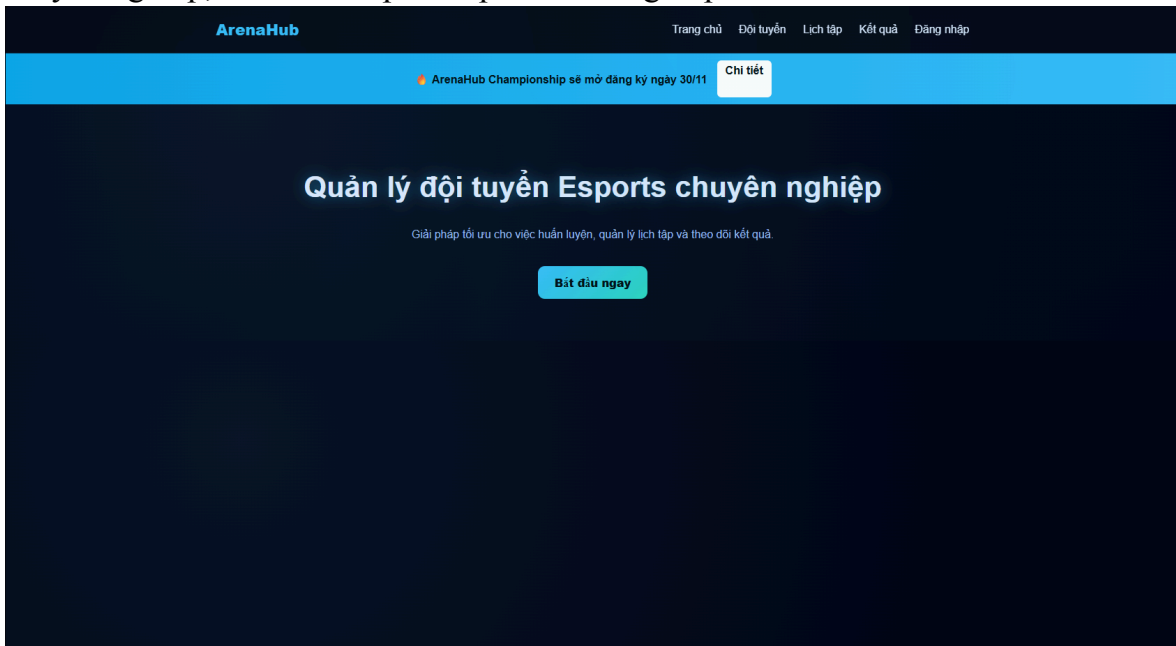 ArenaHub
Trang chủ Đội tuyển Lịch tập Kết quả Đăng nhập
🔥 ArenaHub Championship sẽ mở đăng ký ngày 30/11 Chi tiết
Quản lý đội tuyển Esports chuyên nghiệp
Giải pháp tối ưu cho việc huấn luyện, quản lý lịch tập và theo dõi kết quả.
Bắt đầu ngay